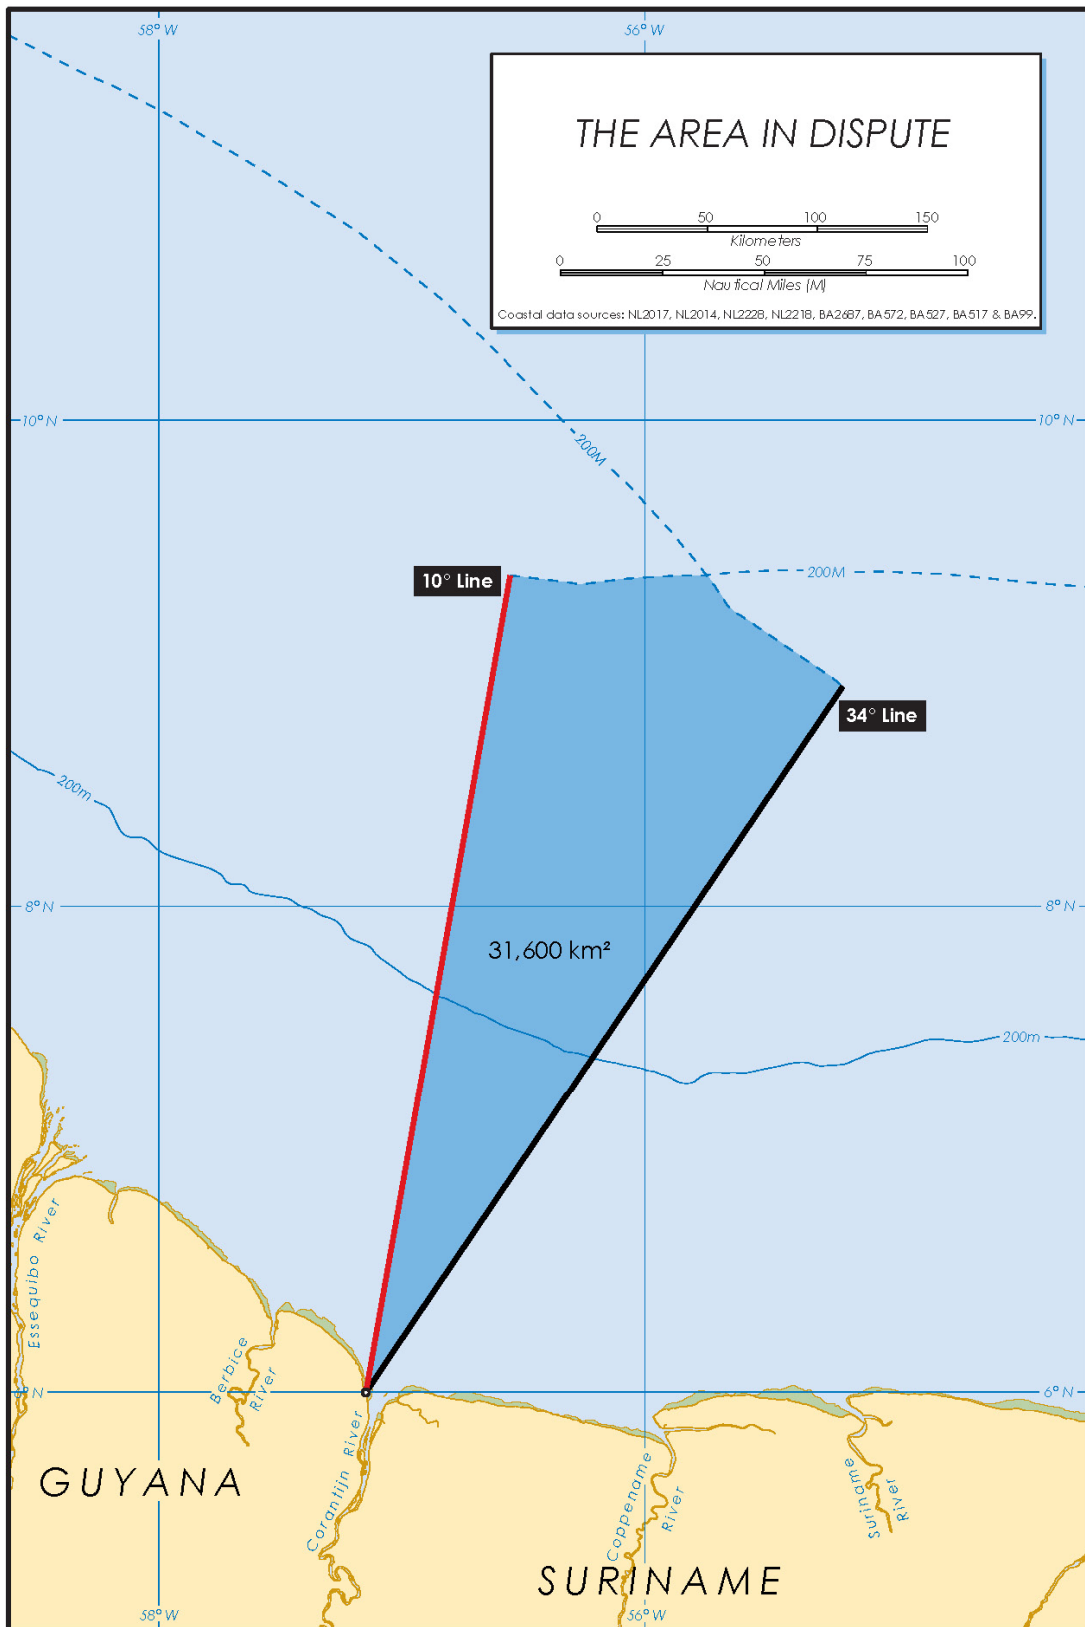 58° W
56° W
THE AREA IN DISPUTE
0 50 100 150
Kilometers
0 25 50 75 100
Nautical Miles (M)
Coastal data sources: NL2017, NL2014, NL2228, NL2218, BA2687, BA572, BA527, BA517 & BA99.
10° N
10° N
200M
10° Line
200M
34° Line
200m
8° N
8° N
31,600 km²
200m
Essequibo River
Berbice
River
6° N
6° N
Corantijn River
GUYANA
Coppename
River
Suriname
River
SURINAME
58° W
56° W